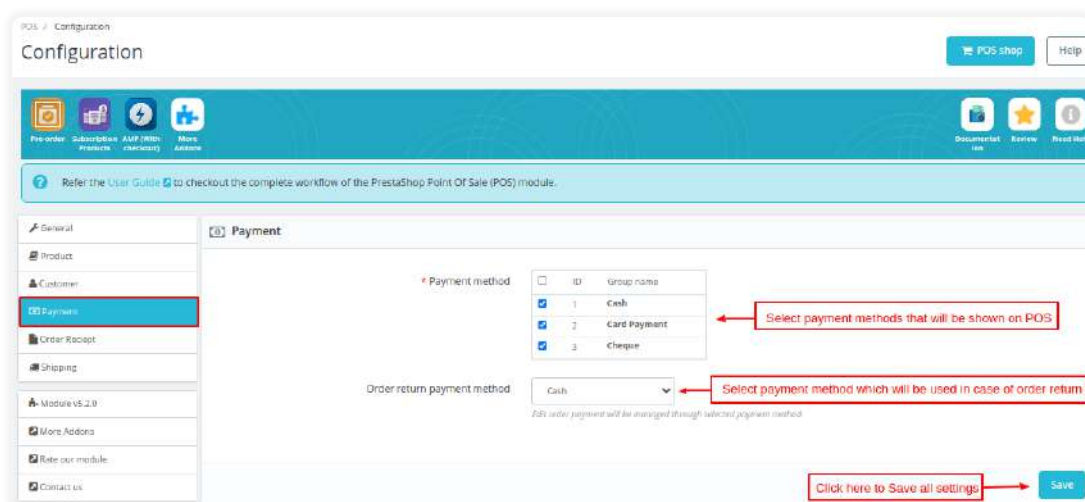 POS / Configuration
Configuration
POS shop
Help
Pre-order
Subscription Products
AMP (With checkout)
More Addons
Documentation
Review
Need Help
Refer the User Guide to checkout the complete workflow of the PrestaShop Point Of Sale (POS) module.
General
Product
Customer
Payment
Order Reciept
Shipping
Module v5.2.0
More Addons
Rate our module
Contact us
Payment
* Payment method
ID Group name
1 Cash
2 Card Payment
3 Cheque
Select payment methods that will be shown on POS
Order return payment method
Cash
Select payment method which will be used in case of order return
Edit order payment will be managed through selected payment method
Click here to Save all settings
Save